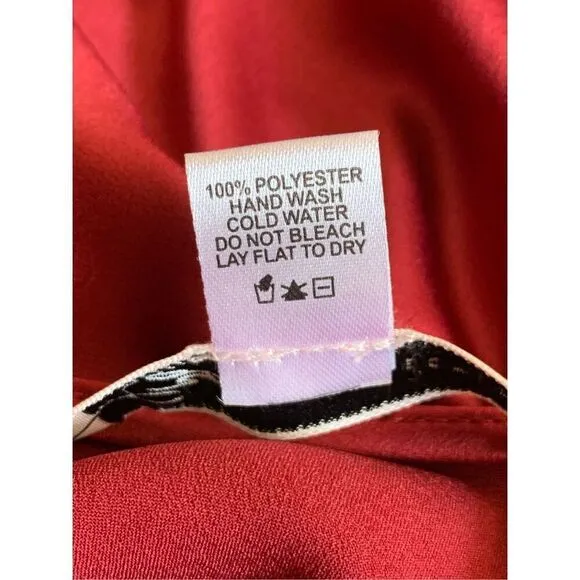 100% POLYESTER
HAND WASH
COLD WATER
DO NOT BLEACH
LAY FLAT TO DRY